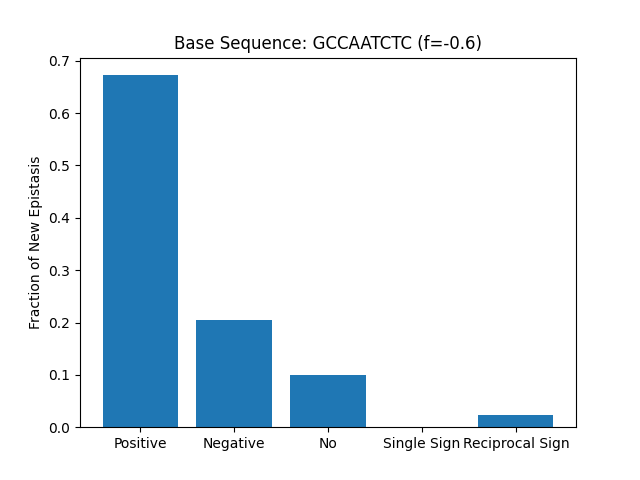 Base Sequence: GCCAATCTC (f=-0.6)
Fraction of New Epistasis
0.7
0.6
0.5
0.4
0.3
0.2
0.1
0.0
Positive Negative No Single Sign Reciprocal Sign